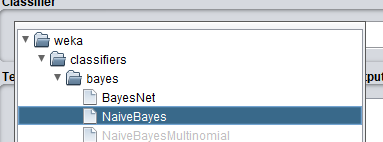 Classifier
weka
classifiers
bayes
BayesNet
NaiveBayes
NaiveBayesMultinomial